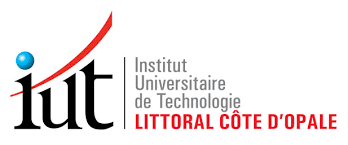 iut
Institut
Universitaire
de Technologie
LITTORAL CÔTE D'OPALE